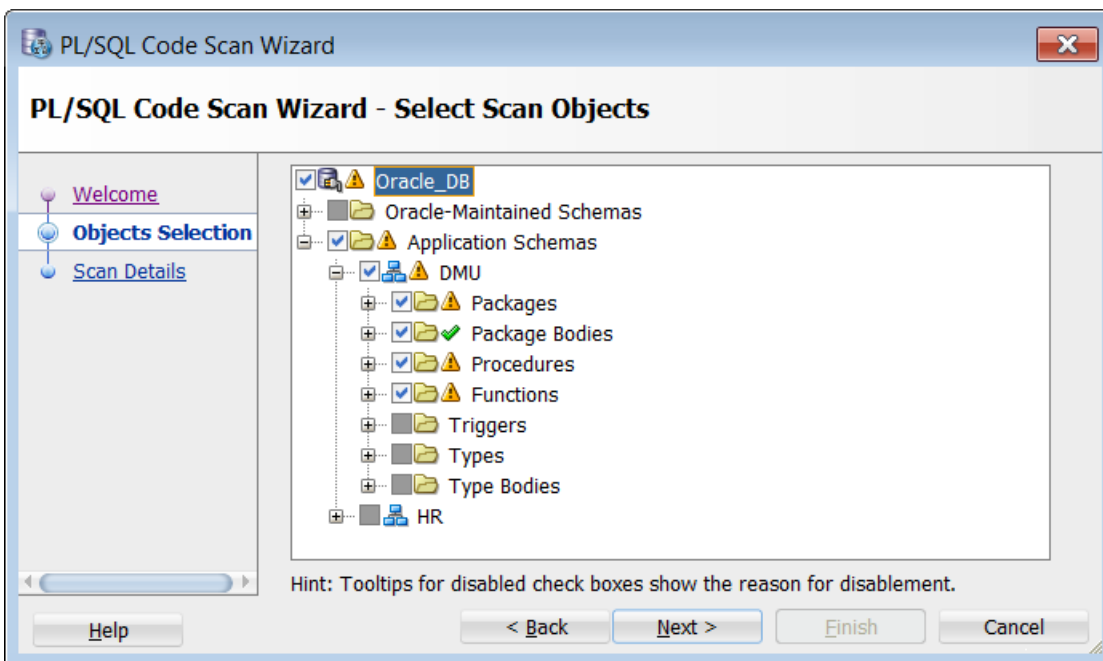 PL/SQL Code Scan Wizard
PL/SQL Code Scan Wizard - Select Scan Objects
Welcome
Objects Selection
Scan Details
Oracle_DB
Oracle-Maintained Schemas
Application Schemas
DMU
Packages
Package Bodies
Procedures
Functions
Triggers
Types
Type Bodies
HR
Hint: Tooltips for disabled check boxes show the reason for disablement.
Help
< Back
Next >
Finish
Cancel